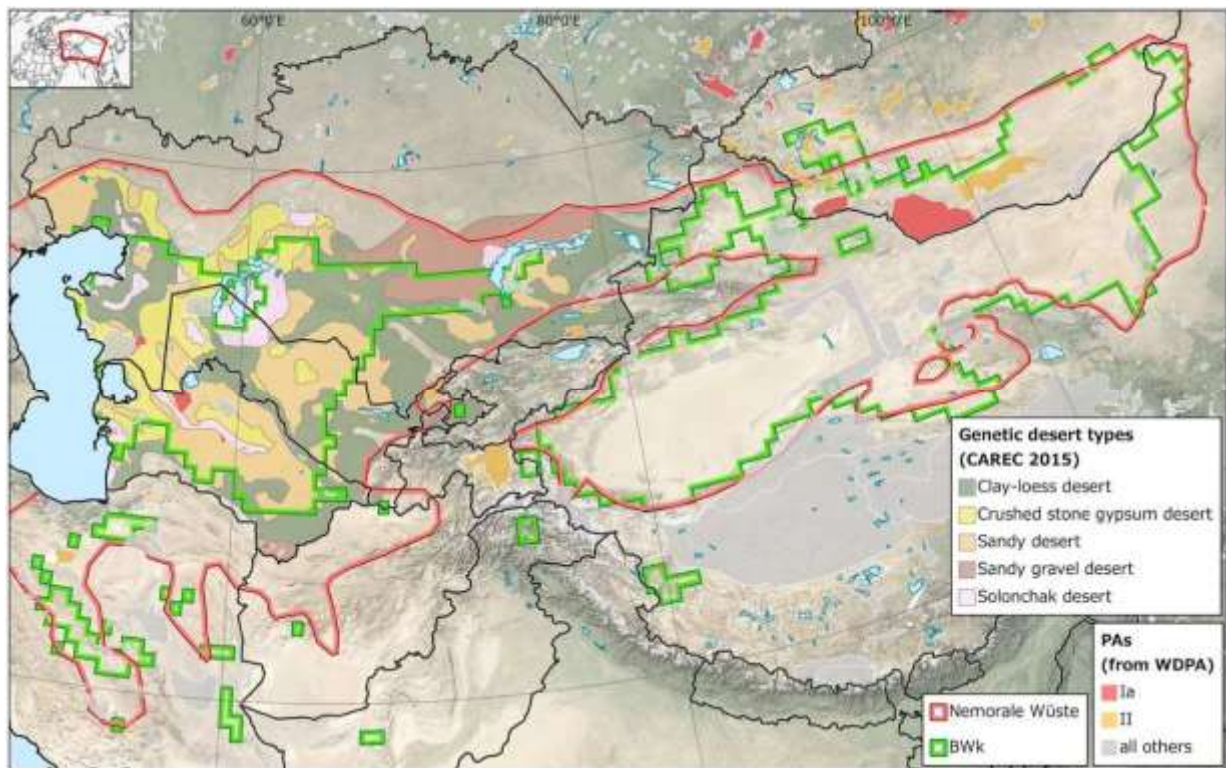 60°0'E
80°0'E
100°0'E
Genetic desert types
(CAREC 2015)
Clay-loess desert
Crushed stone gypsum desert
Sandy desert
Sandy gravel desert
Solonchak desert
PAs
(from WDPA)
Ia
II
all others
Nemorale Wüste
BWk